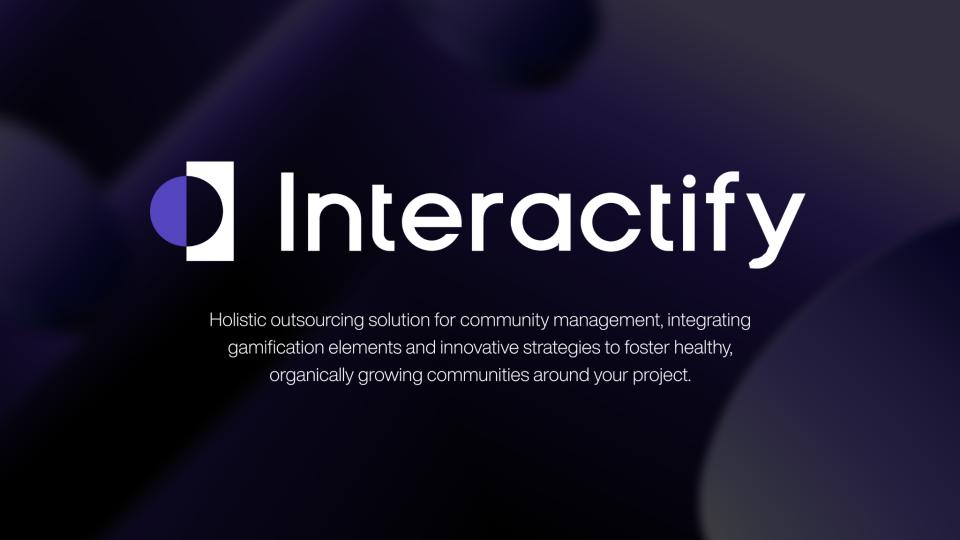 Interactify
Holistic outsourcing solution for community management, integrating
gamification elements and innovative strategies to foster healthy,
organically growing communities around your project.